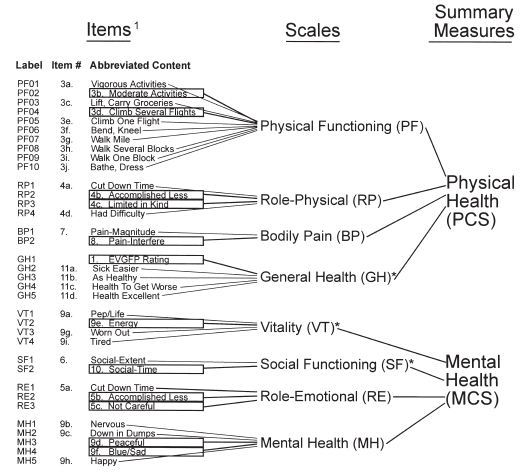 Items 1
Scales
Summary
Measures
Label Item # Abbreviated Content
PF01 3a. Vigorous Activities
PF02 3b. Moderate Activities
PF03 3c. Lift, Carry Groceries
PF04 3d. Climb Several Flights
PF05 3e. Climb One Flight
PF06 3f. Bend, Kneel
PF07 3g. Walk Mile
PF08 3h. Walk Several Blocks
PF09 3i. Walk One Block
PF10 3j. Bathe, Dress
Physical Functioning (PF)
RP1 4a. Cut Down Time
RP2 4b. Accomplished Less
RP3 4c. Limited in Kind
RP4 4d. Had Difficulty
Role-Physical (RP)
Physical
Health
(PCS)
BP1 7. Pain-Magnitude
BP2 8. Pain-Interfere
Bodily Pain (BP)
GH1 1. EVGFP Rating
GH2 11a. Sick Easier
GH3 11b. As Healthy
GH4 11c. Health To Get Worse
GH5 11d. Health Excellent
General Health (GH)*
VT1 9a. Pep/Life
VT2 9e. Energy
VT3 9g. Worn Out
VT4 9i. Tired
Vitality (VT)*
SF1 6. Social-Extent
SF2 10. Social-Time
Social Functioning (SF)*
Mental
Health
(MCS)
RE1 5a. Cut Down Time
RE2 5b. Accomplished Less
RE3 5c. Not Careful
Role-Emotional (RE)
MH1 9b. Nervous
MH2 9c. Down in Dumps
MH3 9d. Peaceful
MH4 9f. Blue/Sad
MH5 9h. Happy
Mental Health (MH)